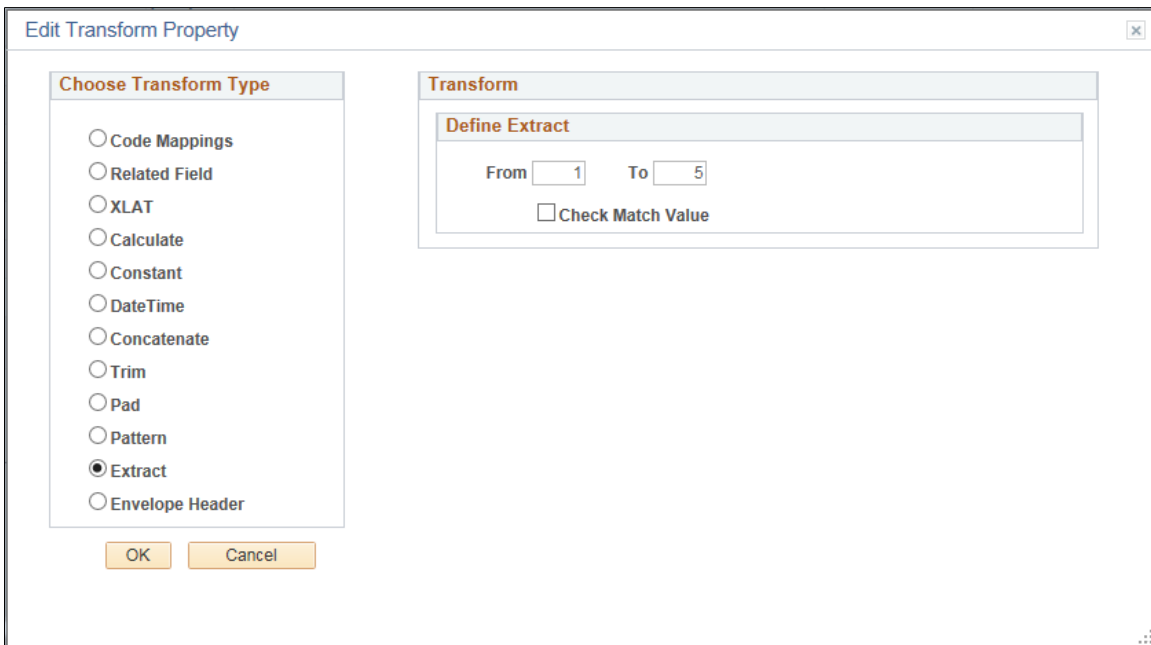 Edit Transform Property
Choose Transform Type
Code Mappings
Related Field
XLAT
Calculate
Constant
DateTime
Concatenate
Trim
Pad
Pattern
Extract
Envelope Header
OK Cancel
Transform
Define Extract
From 1 To 5
Check Match Value